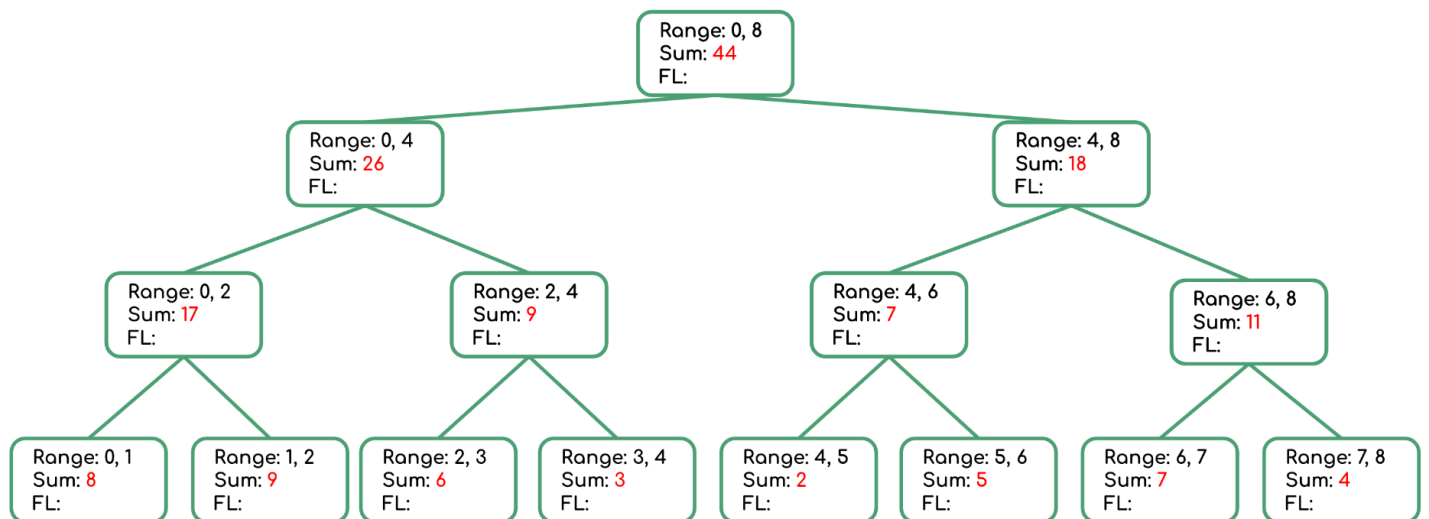 Range: 0, 8
Sum: 44
FL:
Range: 0, 4
Sum: 26
FL:
Range: 4, 8
Sum: 18
FL:
Range: 0, 2
Sum: 17
FL:
Range: 2, 4
Sum: 9
FL:
Range: 4, 6
Sum: 7
FL:
Range: 6, 8
Sum: 11
FL:
Range: 0, 1
Sum: 8
FL:
Range: 1, 2
Sum: 9
FL:
Range: 2, 3
Sum: 6
FL:
Range: 3, 4
Sum: 3
FL:
Range: 4, 5
Sum: 2
FL:
Range: 5, 6
Sum: 5
FL:
Range: 6, 7
Sum: 7
FL:
Range: 7, 8
Sum: 4
FL: